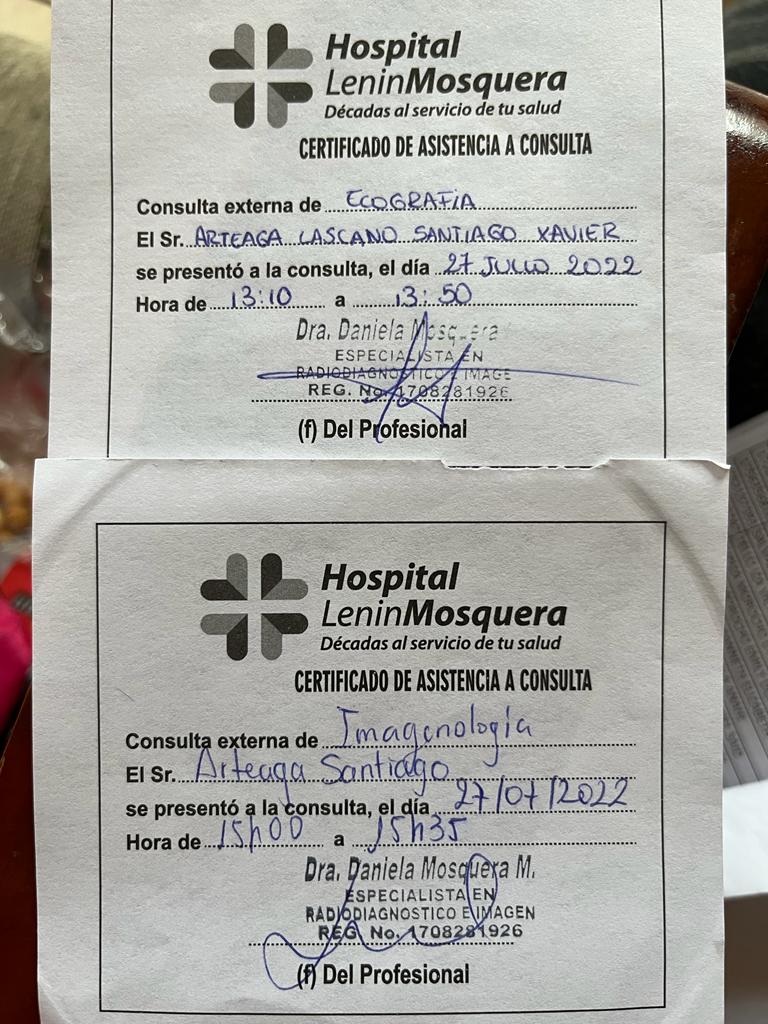 Hospital
LeninMosquera
Décadas al servicio de tu salud
CERTIFICADO DE ASISTENCIA A CONSULTA
Consulta externa de ECOGRAFíA
El Sr. ARTEAGA LASCANO SANTIAGO XAVIER
se presentó a la consulta, el día 27 JULIO 2022
Hora de 13:10 a 13:50
Dra. Daniela Mosquera
ESPECIALISTA EN
RADIODIAGNOSTICO E IMAGE
REG. No. 1708281926
(f) Del Profesional
Hospital
LeninMosquera
Décadas al servicio de tu salud
CERTIFICADO DE ASISTENCIA A CONSULTA
Consulta externa de Imagenología
El Sr. Arteaga Santiago
se presentó a la consulta, el día 27/07/2022
Hora de 15h00 a 15h35
Dra. Daniela Mosquera M.
ESPECIALISTA EN
RADIODIAGNOSTICO E IMAGEN
REG. No. 1708281926
(f) Del Profesional